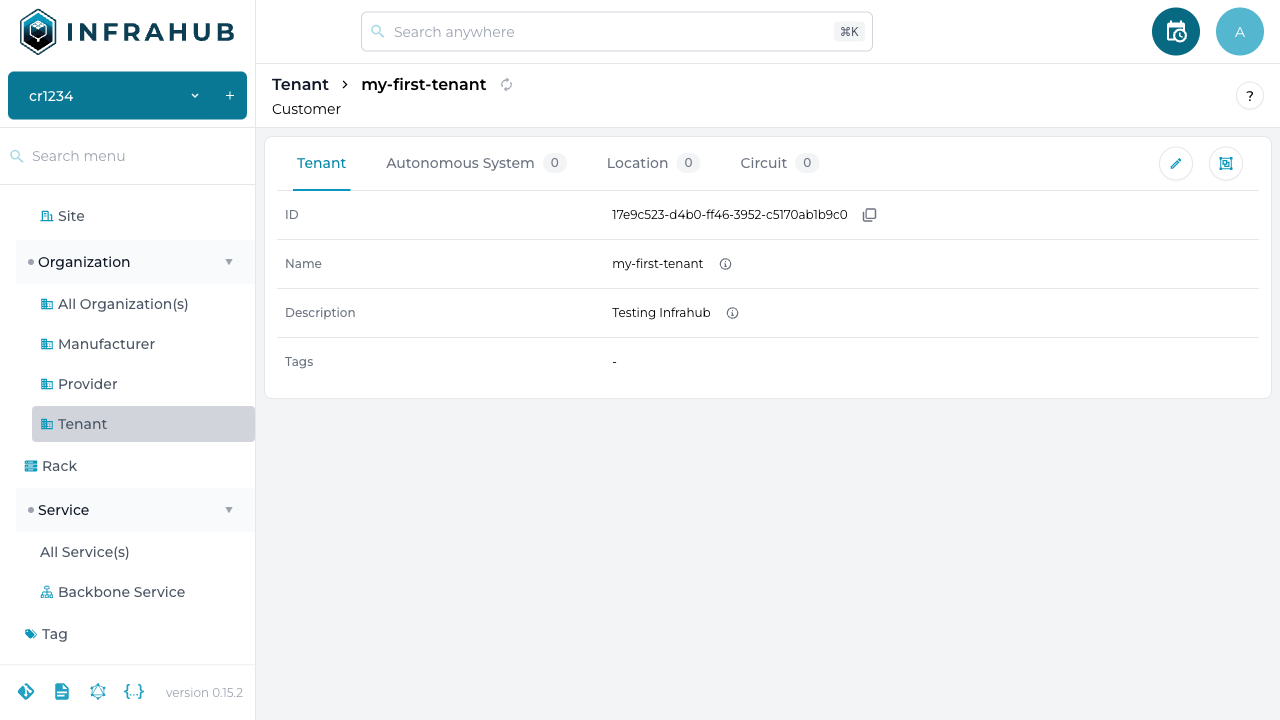 INFRAHUB
Search anywhere
⌘K
A
cr1234
+
Tenant > my-first-tenant
Customer
?
Search menu
Site
Organization
All Organization(s)
Manufacturer
Provider
Tenant
Rack
Service
All Service(s)
Backbone Service
Tag
version 0.15.2
Tenant Autonomous System 0 Location 0 Circuit 0
ID 17e9c523-d4b0-ff46-3952-c5170ab1b9c0
Name my-first-tenant
Description Testing Infrahub
Tags -